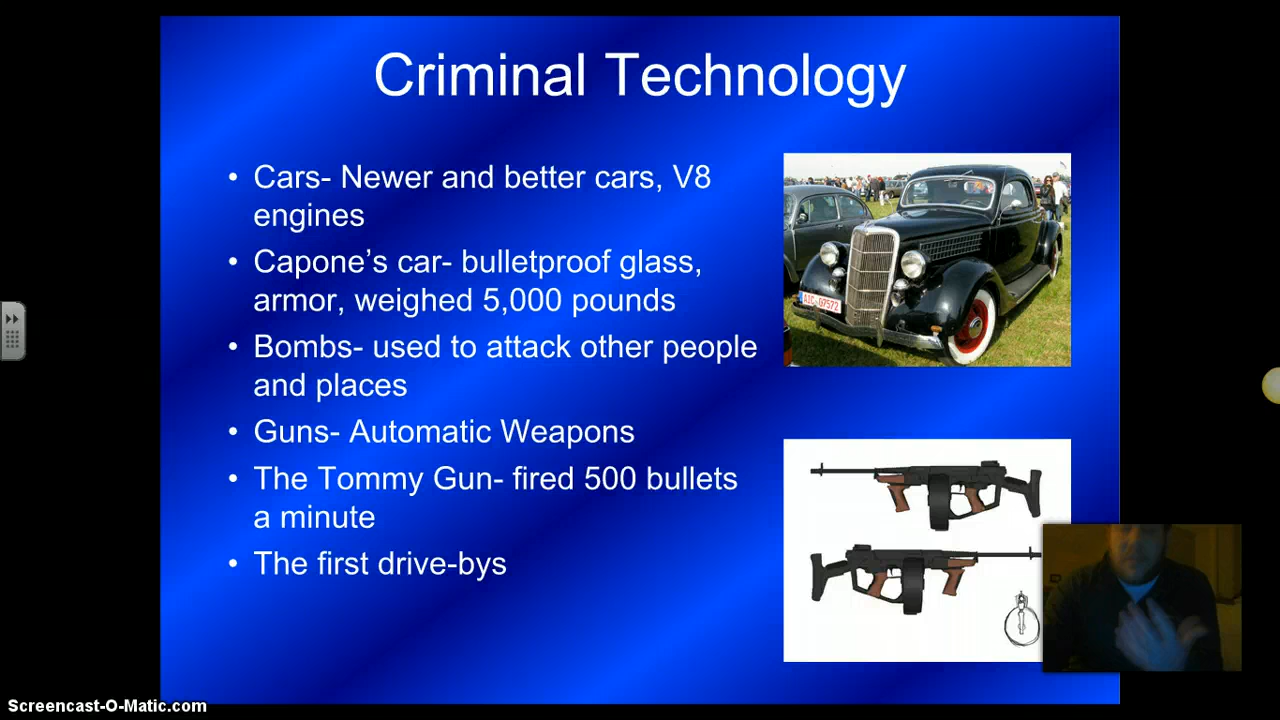 Criminal Technology
• Cars- Newer and better cars, V8
engines
• Capone's car- bulletproof glass,
armor, weighed 5,000 pounds
• Bombs- used to attack other people
and places
• Guns- Automatic Weapons
• The Tommy Gun- fired 500 bullets
a minute
• The first drive-bys
AIC-07572
Screencast-O-Matic.com